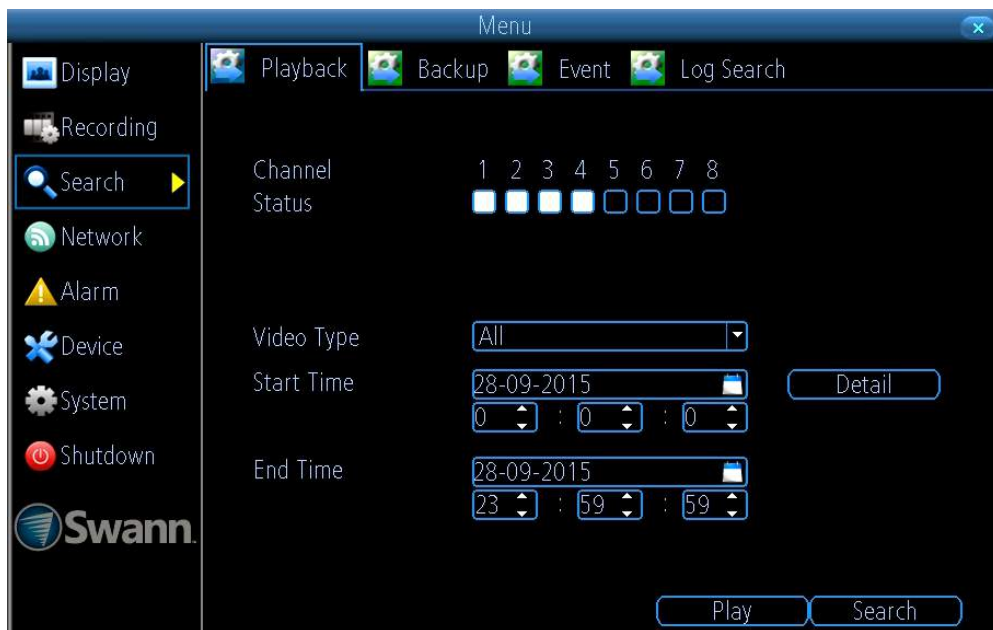 Menu
Display
Recording
Search
Network
Alarm
Device
System
Shutdown
Swann
Playback Backup Event Log Search
Channel 1 2 3 4 5 6 7 8
Status
Video Type All
Start Time 28-09-2015 Detail
0 : 0 : 0
End Time 28-09-2015
23 : 59 : 59
Play Search